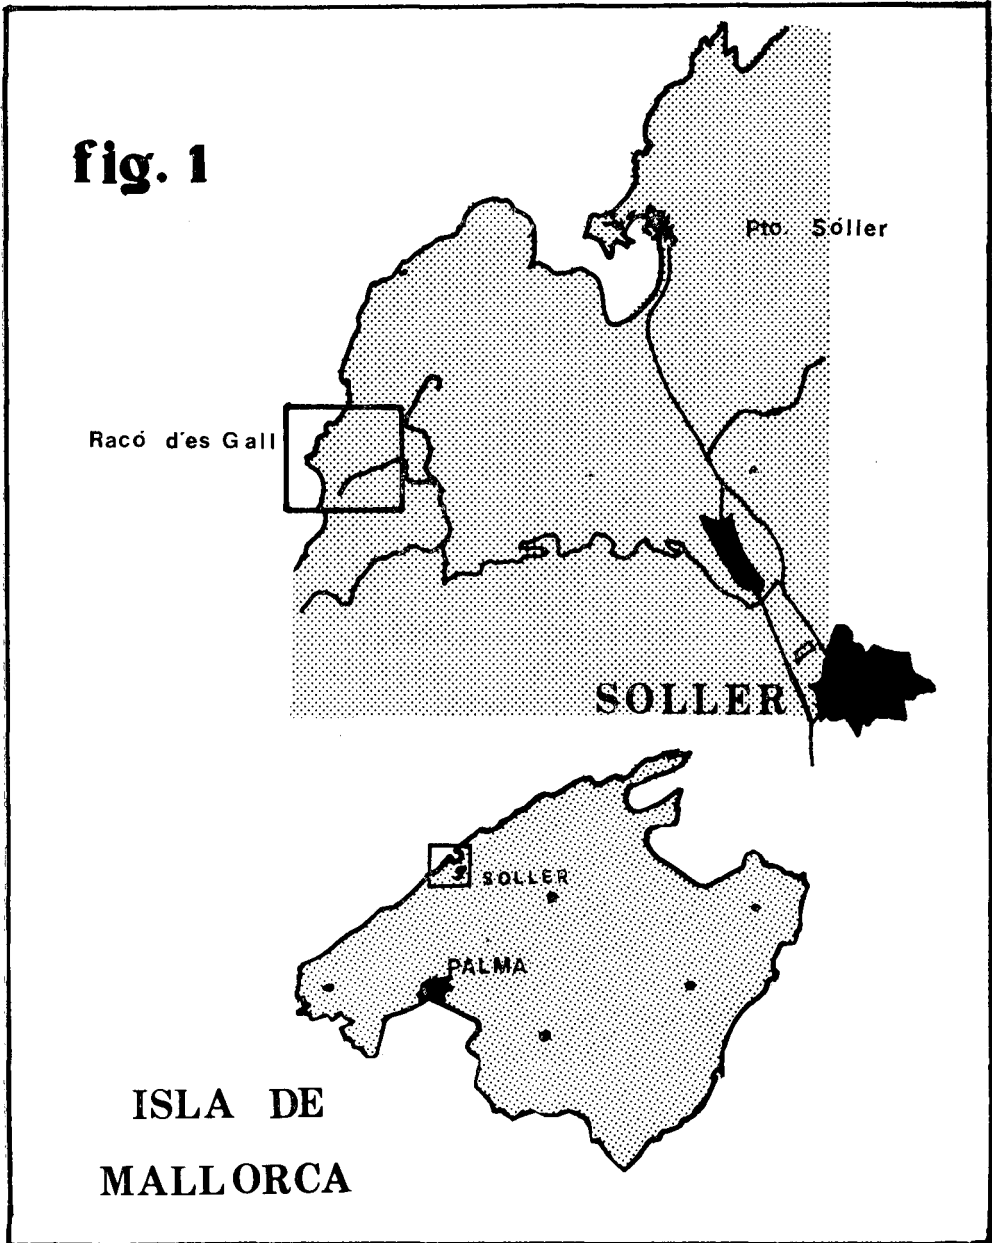 fig. 1
Pto. Sóller
Racó d'es Gall
SOLLER
SOLLER
PALMA
ISLA DE
MALLORCA